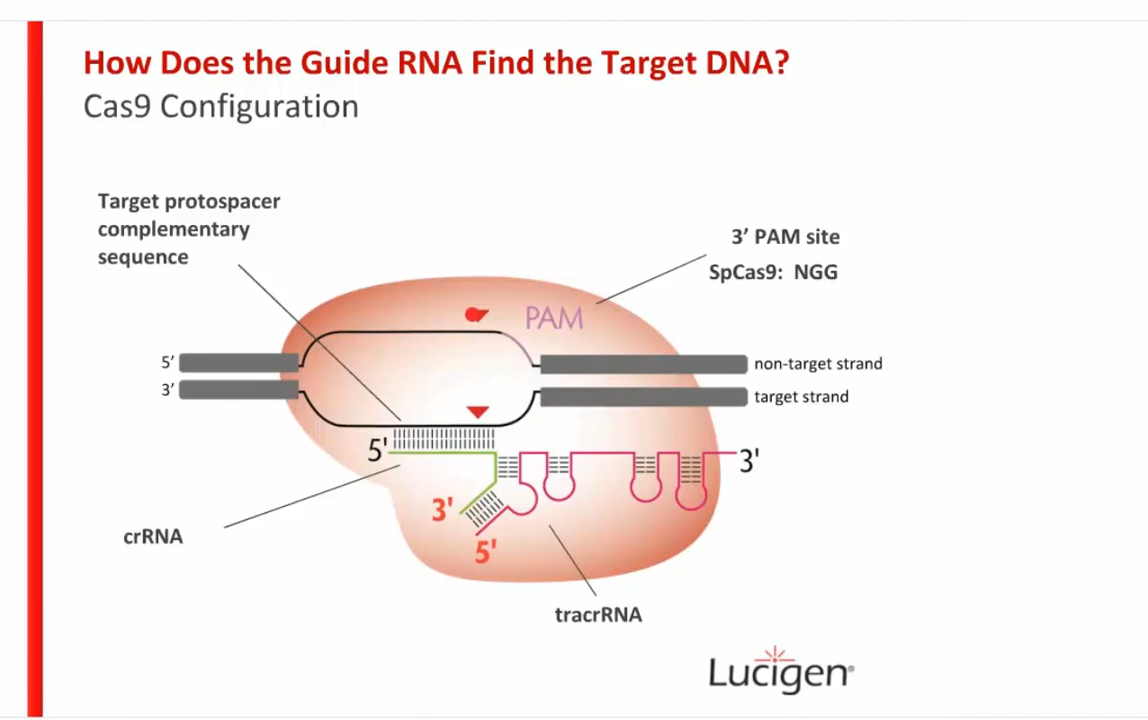 How Does the Guide RNA Find the Target DNA?
Cas9 Configuration
Target protospacer
complementary
sequence
3’ PAM site
SpCas9: NGG
PAM
5’
non-target strand
3’
target strand
5'
3'
3'
5'
crRNA
tracrRNA
Lucigen®